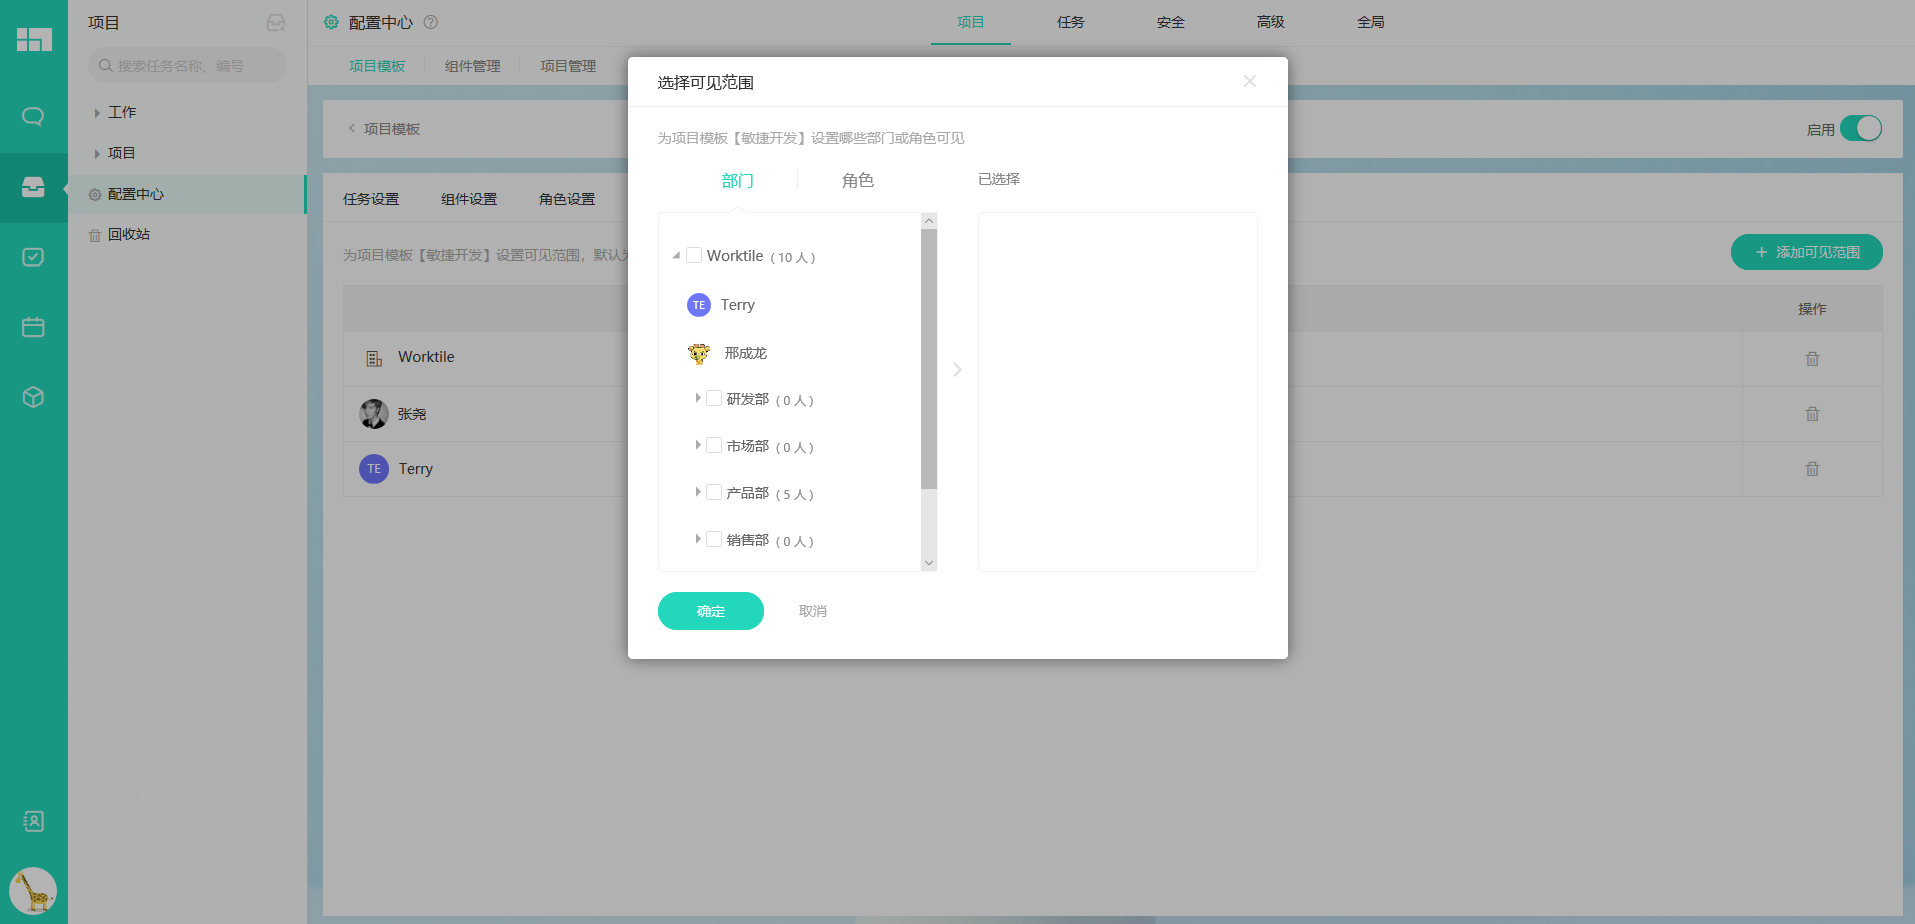 项目
搜索任务名称、编号
工作
项目
配置中心
回收站
配置中心
项目
任务
安全
高级
全局
项目模板
组件管理
项目管理
项目模板
启用
任务设置
组件设置
角色设置
为项目模板【敏捷开发】设置可见范围，默认
添加可见范围
操作
Worktile
张尧
TE Terry
选择可见范围
为项目模板【敏捷开发】设置哪些部门或角色可见
部门
角色
已选择
Worktile ( 10 人 )
TE Terry
邢成龙
研发部 ( 0 人 )
市场部 ( 0 人 )
产品部 ( 5 人 )
销售部 ( 0 人 )
确定
取消